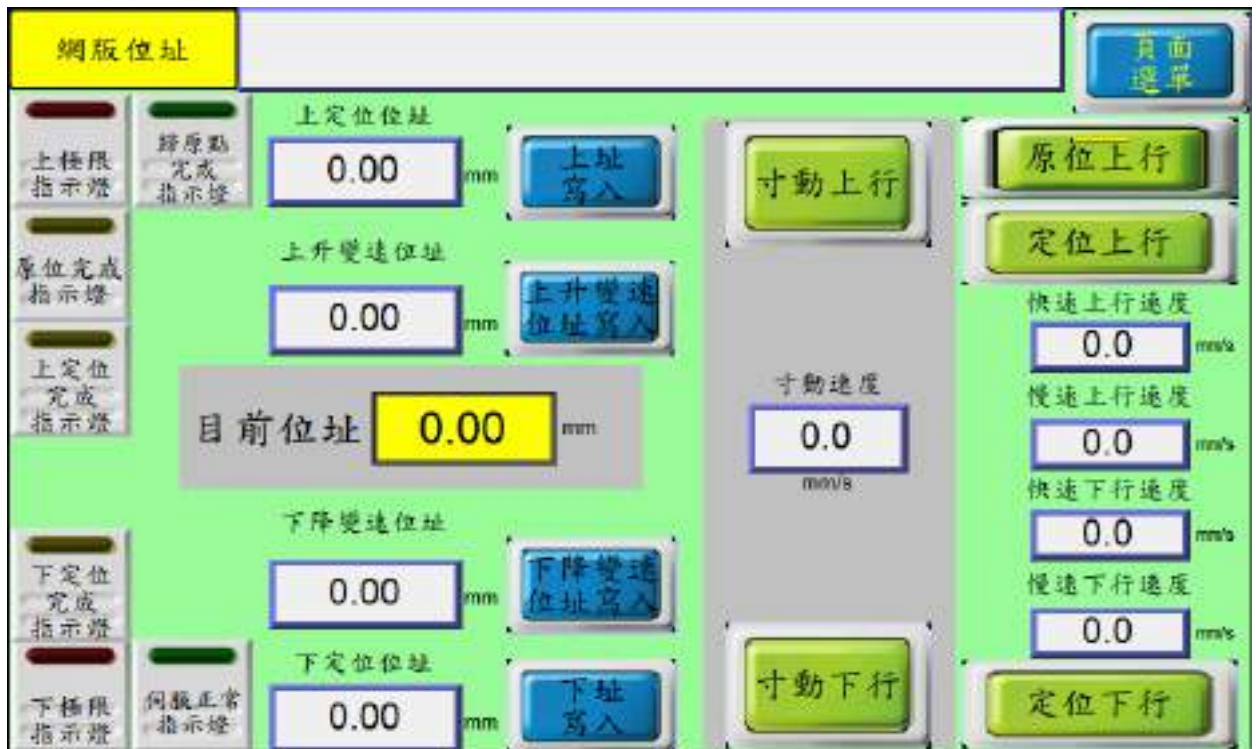 網版位址
頁面
選單
上極限
指示燈
歸原點
完成
指示燈
上定位位址
0.00
mm
上址
寫入
寸動上行
原位上行
定位上行
原位完成
指示燈
上升變速位址
0.00
mm
上升變速
位址寫入
快速上行速度
0.0
mm/s
上定位
完成
指示燈
目前位址
0.00
mm
寸動速度
0.0
mm/s
慢速上行速度
0.0
mm/s
快速下行速度
0.0
mm/s
下降變速位址
0.00
mm
下降變速
位址寫入
下定位
完成
指示燈
慢速下行速度
0.0
mm/s
下極限
指示燈
伺服正常
指示燈
下定位位址
0.00
mm
下址
寫入
寸動下行
定位下行